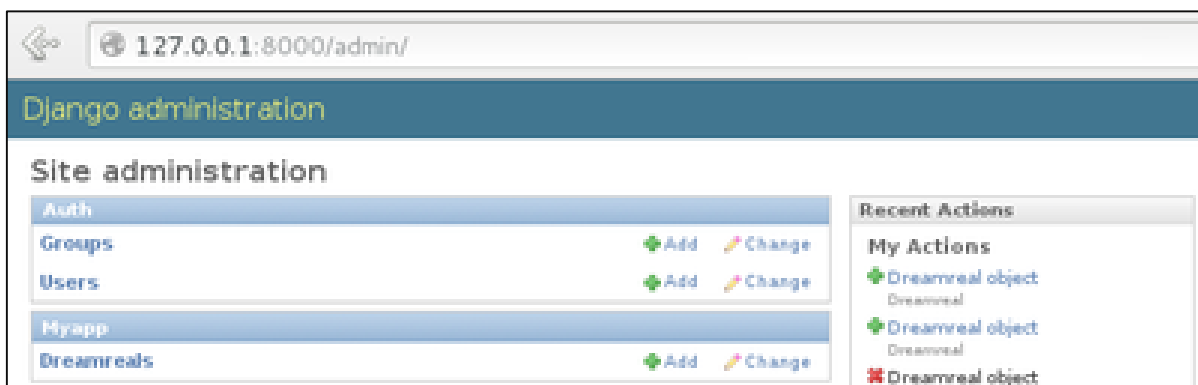 127.0.0.1:8000/admin/
Django administration
Site administration
Auth
Groups Add Change
Users Add Change
Myapp
Dreamreals Add Change
Recent Actions
My Actions
Dreamreal object
Dreamreal
Dreamreal object
Dreamreal
Dreamreal object